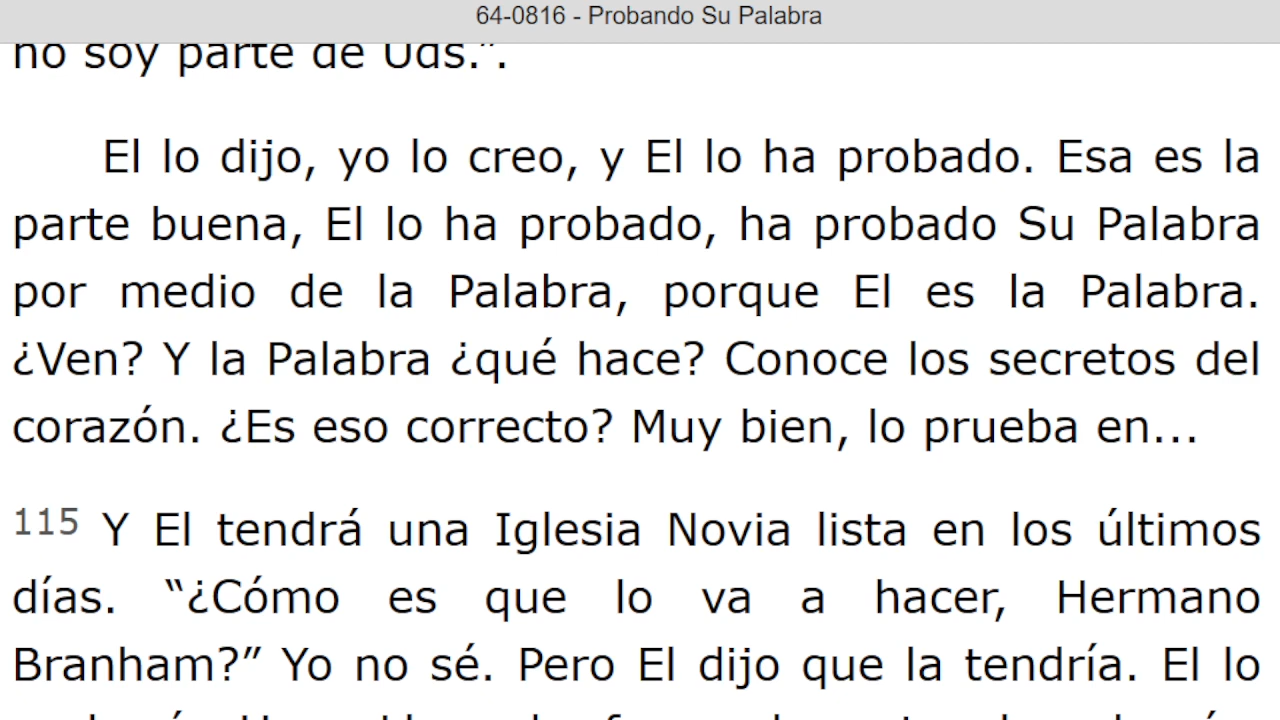 64-0816 - Probando Su Palabra
no soy parte de Uds.”.
El lo dijo, yo lo creo, y El lo ha probado. Esa es la
parte buena, El lo ha probado, ha probado Su Palabra
por medio de la Palabra, porque El es la Palabra.
¿Ven? Y la Palabra ¿qué hace? Conoce los secretos del
corazón. ¿Es eso correcto? Muy bien, lo prueba en...
115 Y El tendrá una Iglesia Novia lista en los últimos
días. “¿Cómo es que lo va a hacer, Hermano
Branham?” Yo no sé. Pero El dijo que la tendría. El lo